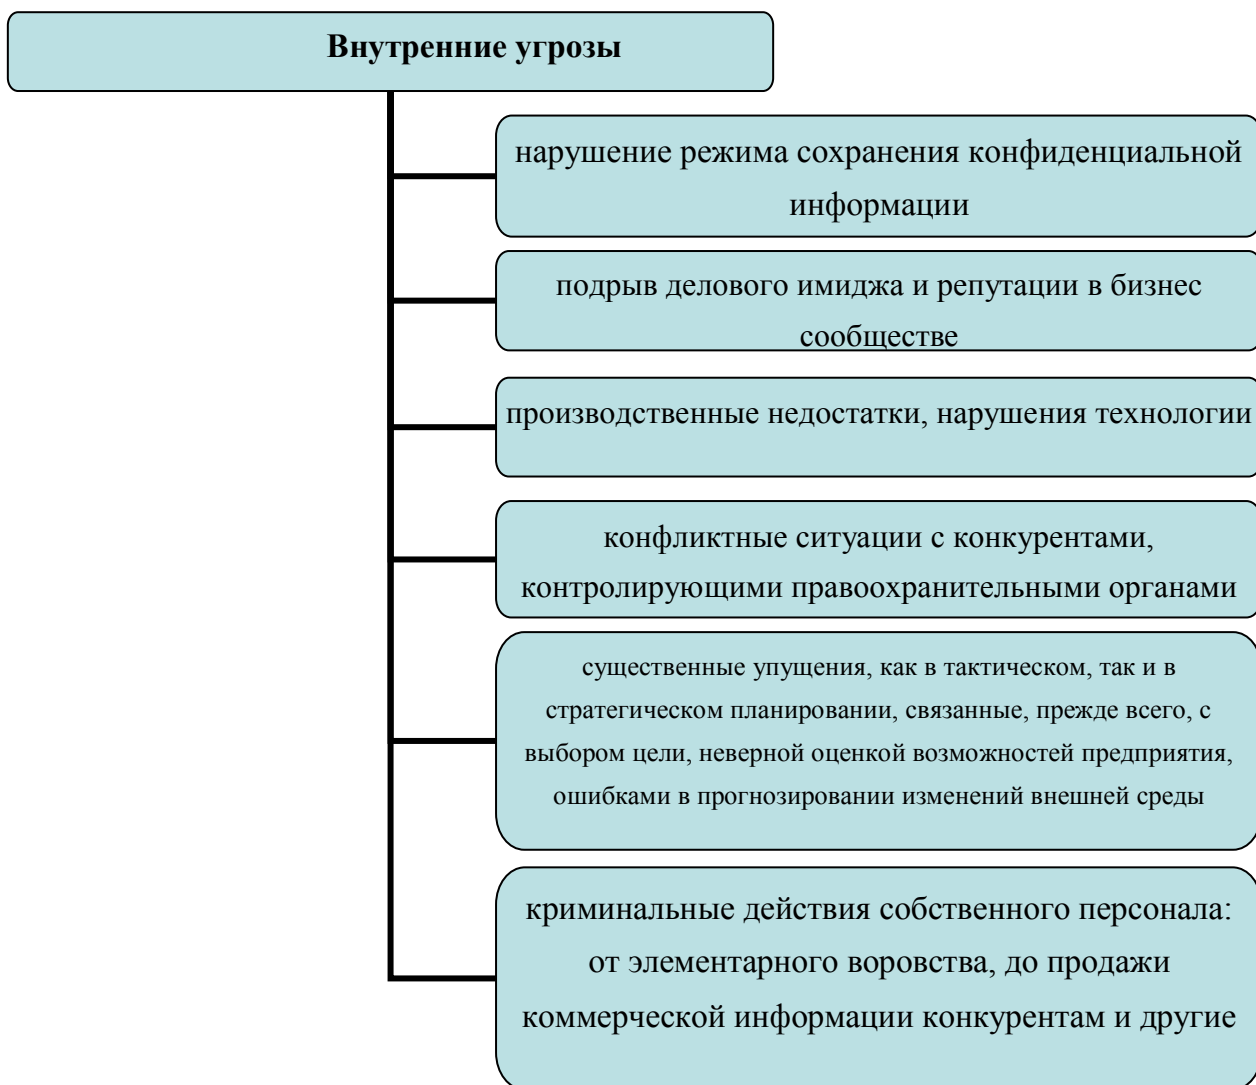 Внутренние угрозы
нарушение режима сохранения конфиденциальной
информации
подрыв делового имиджа и репутации в бизнес
сообществе
производственные недостатки, нарушения технологии
конфликтные ситуации с конкурентами,
контролирующими правоохранительными органами
существенные упущения, как в тактическом, так и в
стратегическом планировании, связанные, прежде всего, с
выбором цели, неверной оценкой возможностей предприятия,
ошибками в прогнозировании изменений внешней среды
криминальные действия собственного персонала:
от элементарного воровства, до продажи
коммерческой информации конкурентам и другие